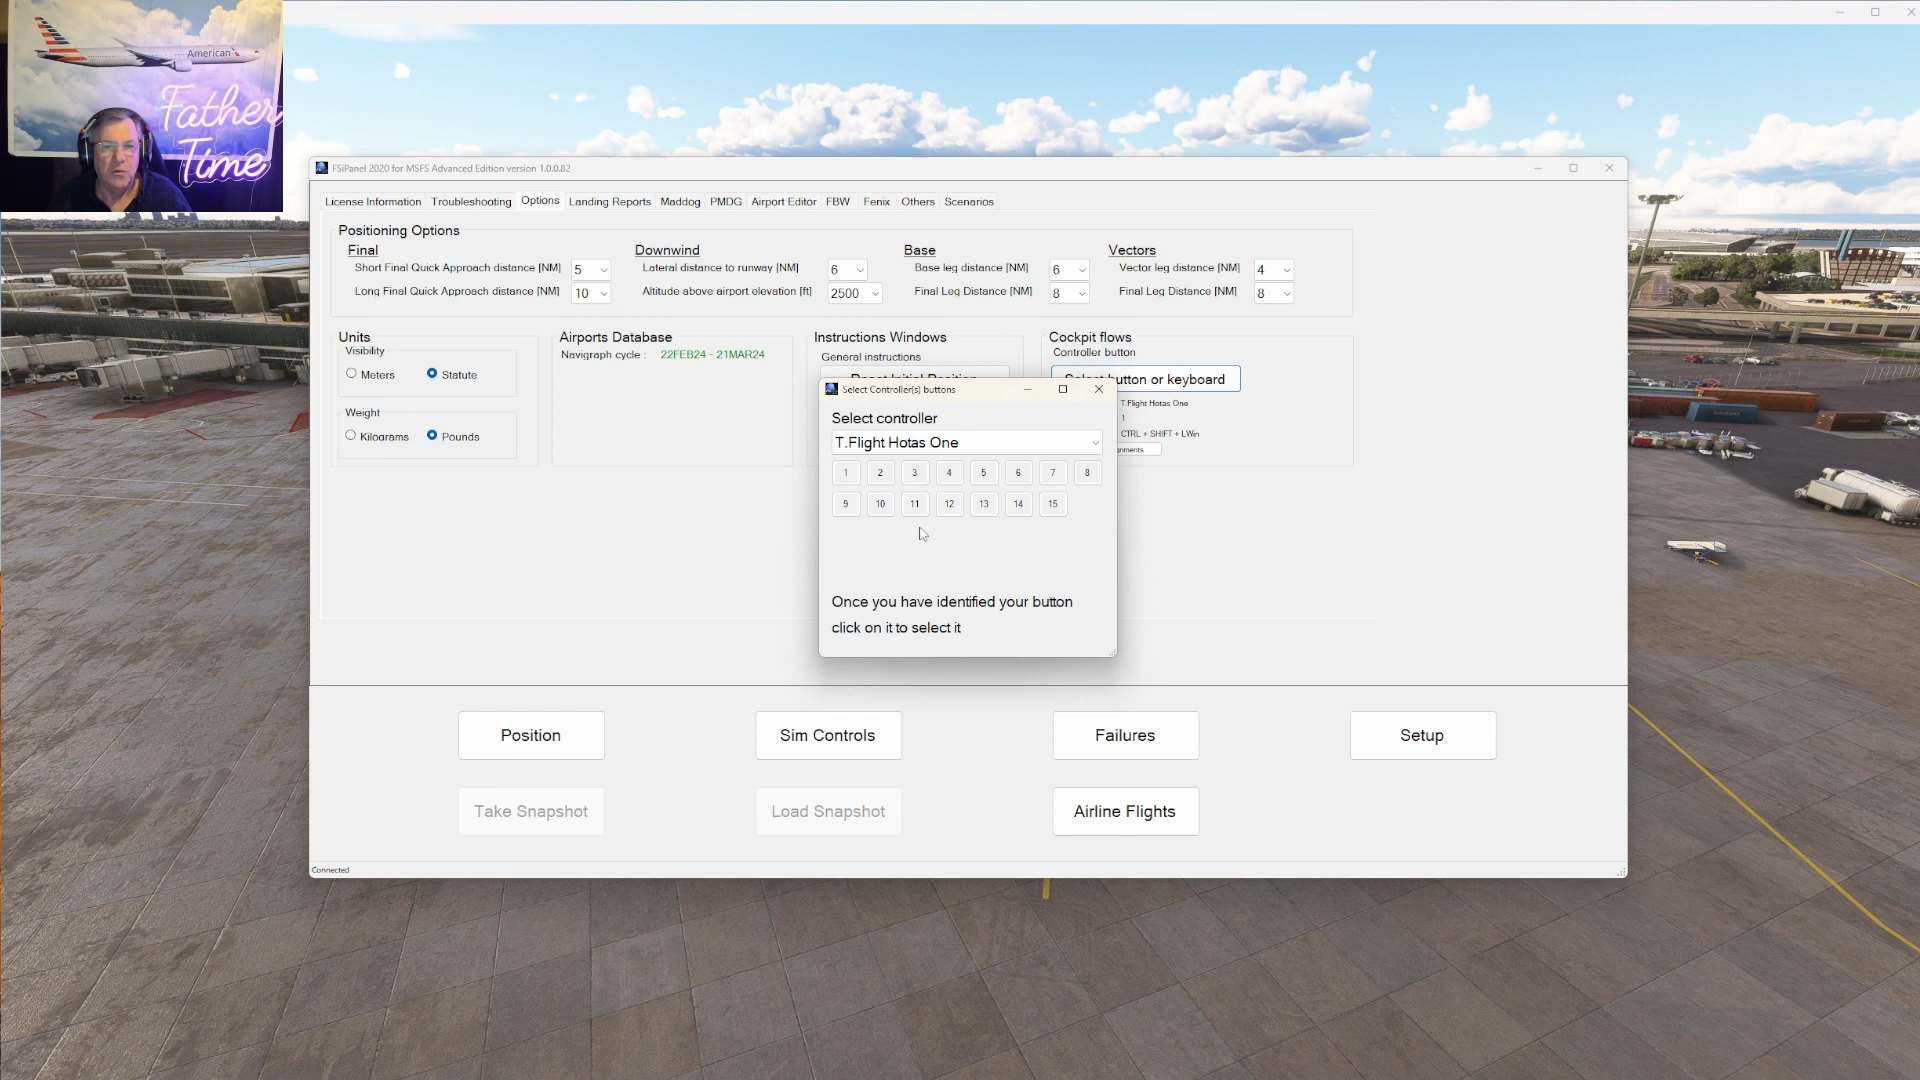 American
Father
Time
FSiPanel 2020 for MSFS Advanced Edition version 1.0.0.82
License Information Troubleshooting Options Landing Reports Maddog PMDG Airport Editor FBW Fenix Others Scenarios
Positioning Options
Final Downwind Base Vectors
Short Final Quick Approach distance [NM] 5 Lateral distance to runway [NM] 6 Base leg distance [NM] 6 Vector leg distance [NM] 4
Long Final Quick Approach distance [NM] 10 Altitude above airport elevation [ft] 2500 Final Leg Distance [NM] 8 Final Leg Distance [NM] 8
Units Airports Database Instructions Windows Cockpit flows
Visibility Navigraph cycle : 22FEB24 - 21MAR24 General instructions Controller button
Meters Statute
Reset Initial Position
Select button or keyboard
T.Flight Hotas One
1
CTRL + SHIFT + LWin
Weight
Kilograms Pounds
Select Controller(s) buttons
Select controller
T.Flight Hotas One
1 2 3 4 5 6 7 8
9 10 11 12 13 14 15
Once you have identified your button
click on it to select it
Position Sim Controls Failures Setup
Take Snapshot Load Snapshot Airline Flights
Connected